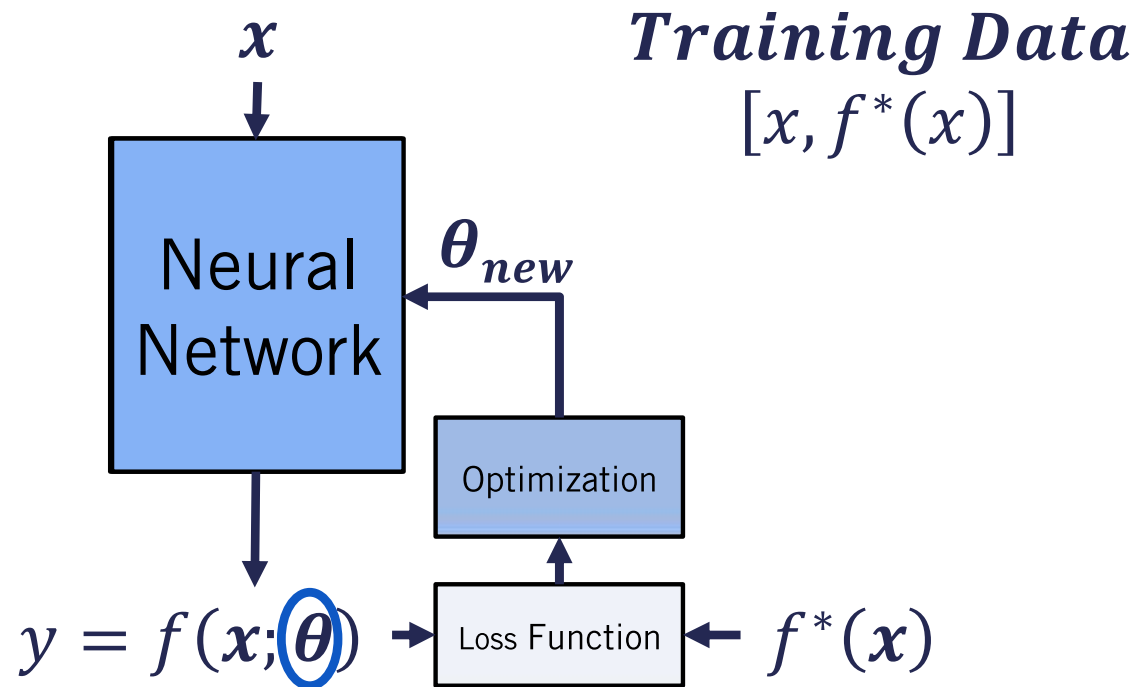 x
Training Data
[x, f*(x)]
Neural
Network
θnew
Optimization
y = f(x; θ)
Loss Function
f*(x)